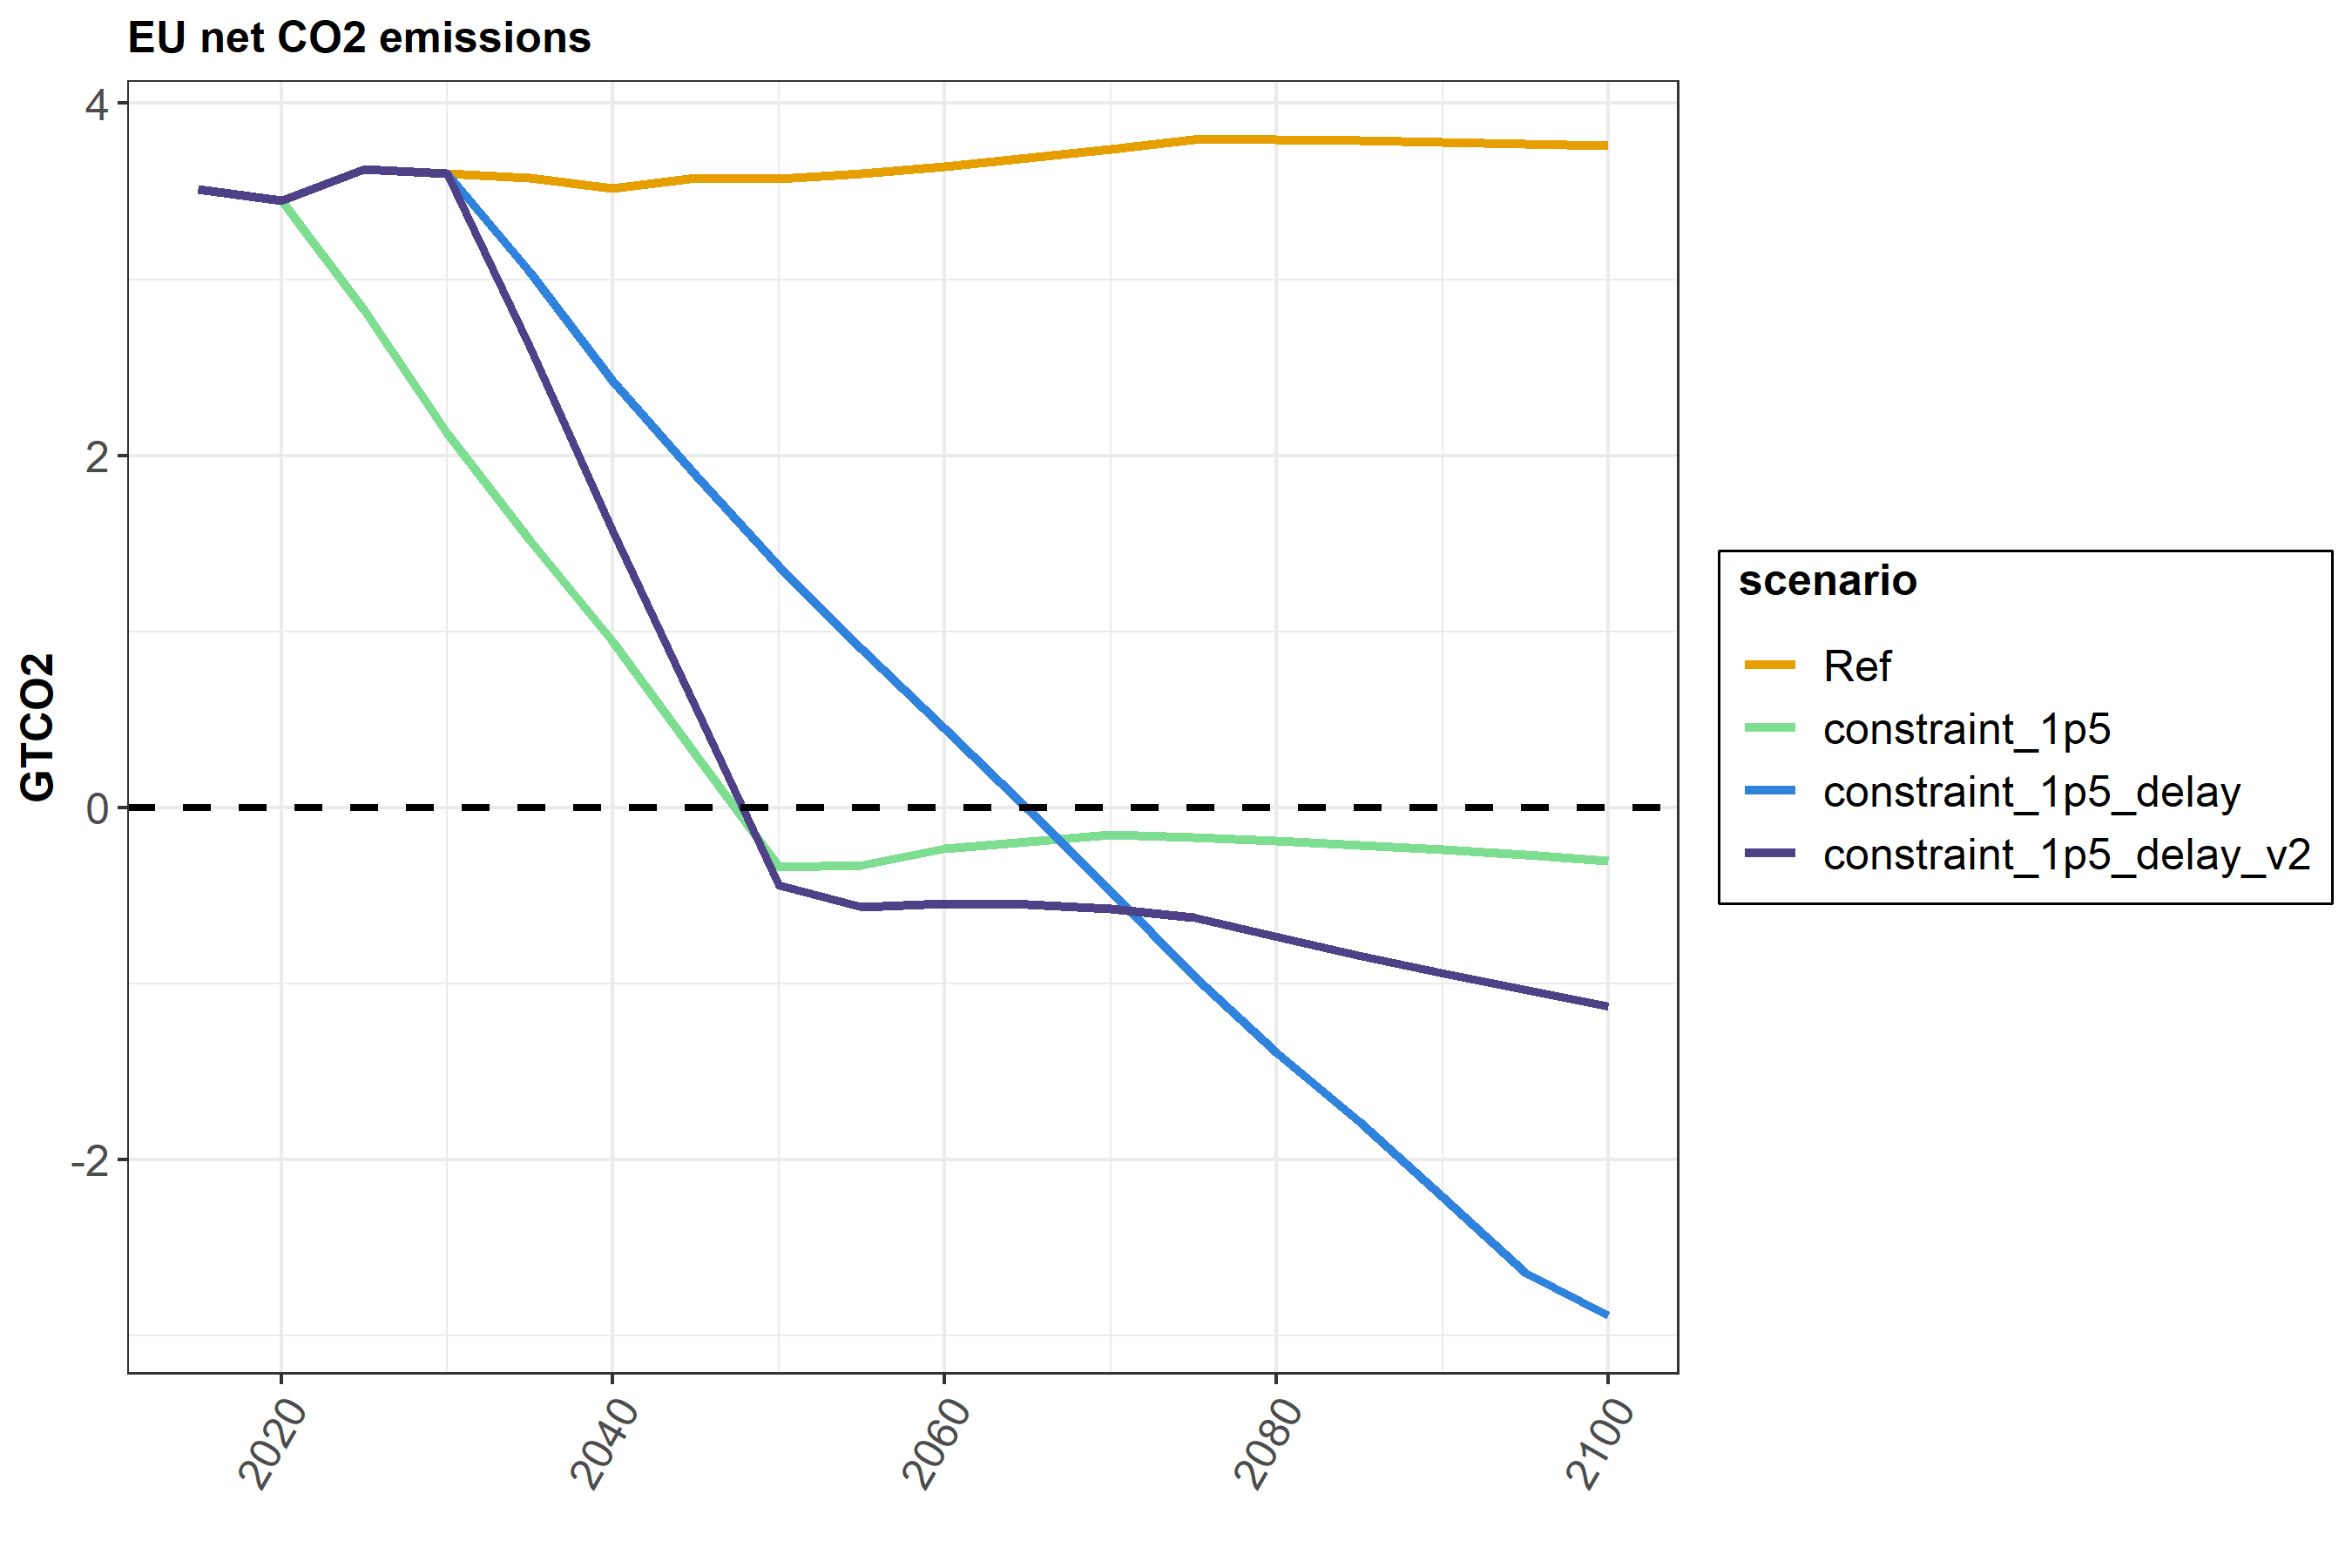 EU net CO2 emissions
GTCO2
4
2
0
-2
2020
2040
2060
2080
2100
scenario
Ref
constraint_1p5
constraint_1p5_delay
constraint_1p5_delay_v2